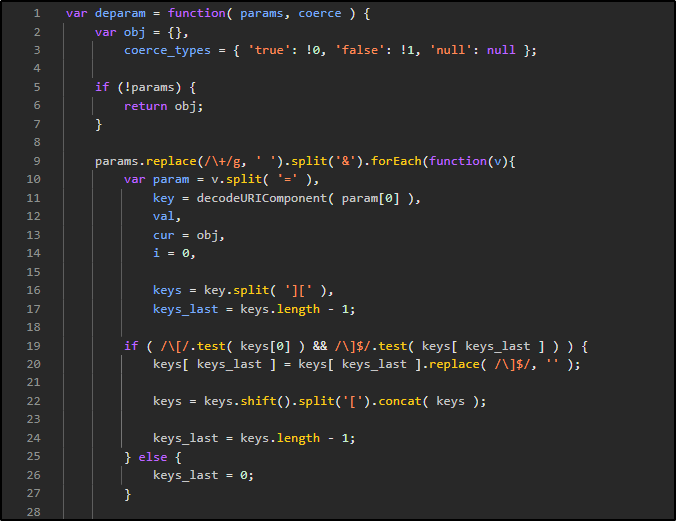 1 var deparam = function( params, coerce ) {
2 var obj = {},
3 coerce_types = { 'true': !0, 'false': !1, 'null': null };
4
5 if (!params) {
6 return obj;
7 }
8
9 params.replace(/\+/g, ' ').split('&').forEach(function(v){
10 var param = v.split( '=' ),
11 key = decodeURIComponent( param[0] ),
12 val,
13 cur = obj,
14 i = 0,
15
16 keys = key.split( '][' ),
17 keys_last = keys.length - 1;
18
19 if ( /\[/.test( keys[0] ) && /\]$/.test( keys[ keys_last ] ) ) {
20 keys[ keys_last ] = keys[ keys_last ].replace( /\]$/, '' );
21
22 keys = keys.shift().split('[').concat( keys );
23
24 keys_last = keys.length - 1;
25 } else {
26 keys_last = 0;
27 }
28